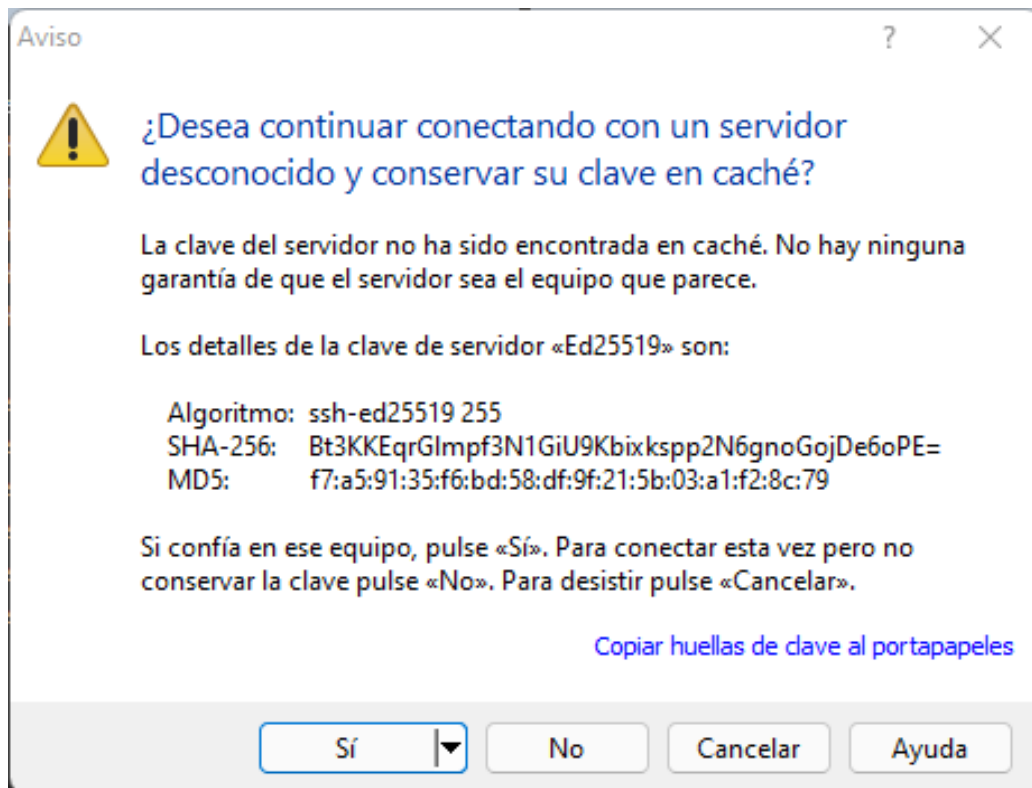 Aviso
¿Desea continuar conectando con un servidor
desconocido y conservar su clave en caché?
La clave del servidor no ha sido encontrada en caché. No hay ninguna
garantía de que el servidor sea el equipo que parece.
Los detalles de la clave de servidor «Ed25519» son:
Algoritmo: ssh-ed25519 255
SHA-256: Bt3KKEqrGlmpf3N1GiU9Kbixkspp2N6gnoGojDe6oPE=
MD5: f7:a5:91:35:f6:bd:58:df:9f:21:5b:03:a1:f2:8c:79
Si confía en ese equipo, pulse «Sí». Para conectar esta vez pero no
conservar la clave pulse «No». Para desistir pulse «Cancelar».
Copiar huellas de clave al portapapeles
Sí No Cancelar Ayuda